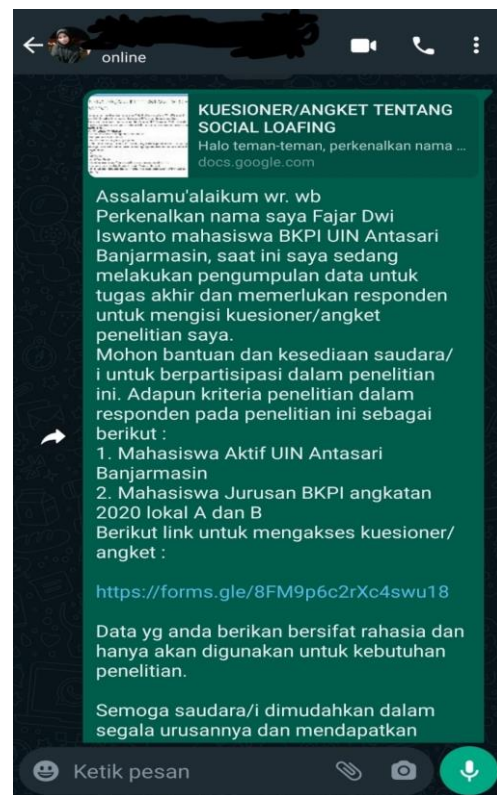 online
KUESIONER/ANGKET TENTANG
SOCIAL LOAFING
Halo teman-teman, perkenalkan nama ...
docs.google.com
Assalamu'alaikum wr. wb
Perkenalkan nama saya Fajar Dwi
Iswanto mahasiswa BKPI UIN Antasari
Banjarmasin, saat ini saya sedang
melakukan pengumpulan data untuk
tugas akhir dan memerlukan responden
untuk mengisi kuesioner/angket
penelitian saya.
Mohon bantuan dan kesediaan saudara/
i untuk berpartisipasi dalam penelitian
ini. Adapun kriteria penelitian dalam
responden pada penelitian ini sebagai
berikut :
1. Mahasiswa Aktif UIN Antasari
Banjarmasin
2. Mahasiswa Jurusan BKPI angkatan
2020 lokal A dan B
Berikut link untuk mengakses kuesioner/
angket :
https://forms.gle/8FM9p6c2rXc4swu18
Data yg anda berikan bersifat rahasia dan
hanya akan digunakan untuk kebutuhan
penelitian.
Semoga saudara/i dimudahkan dalam
segala urusannya dan mendapatkan
Ketik pesan